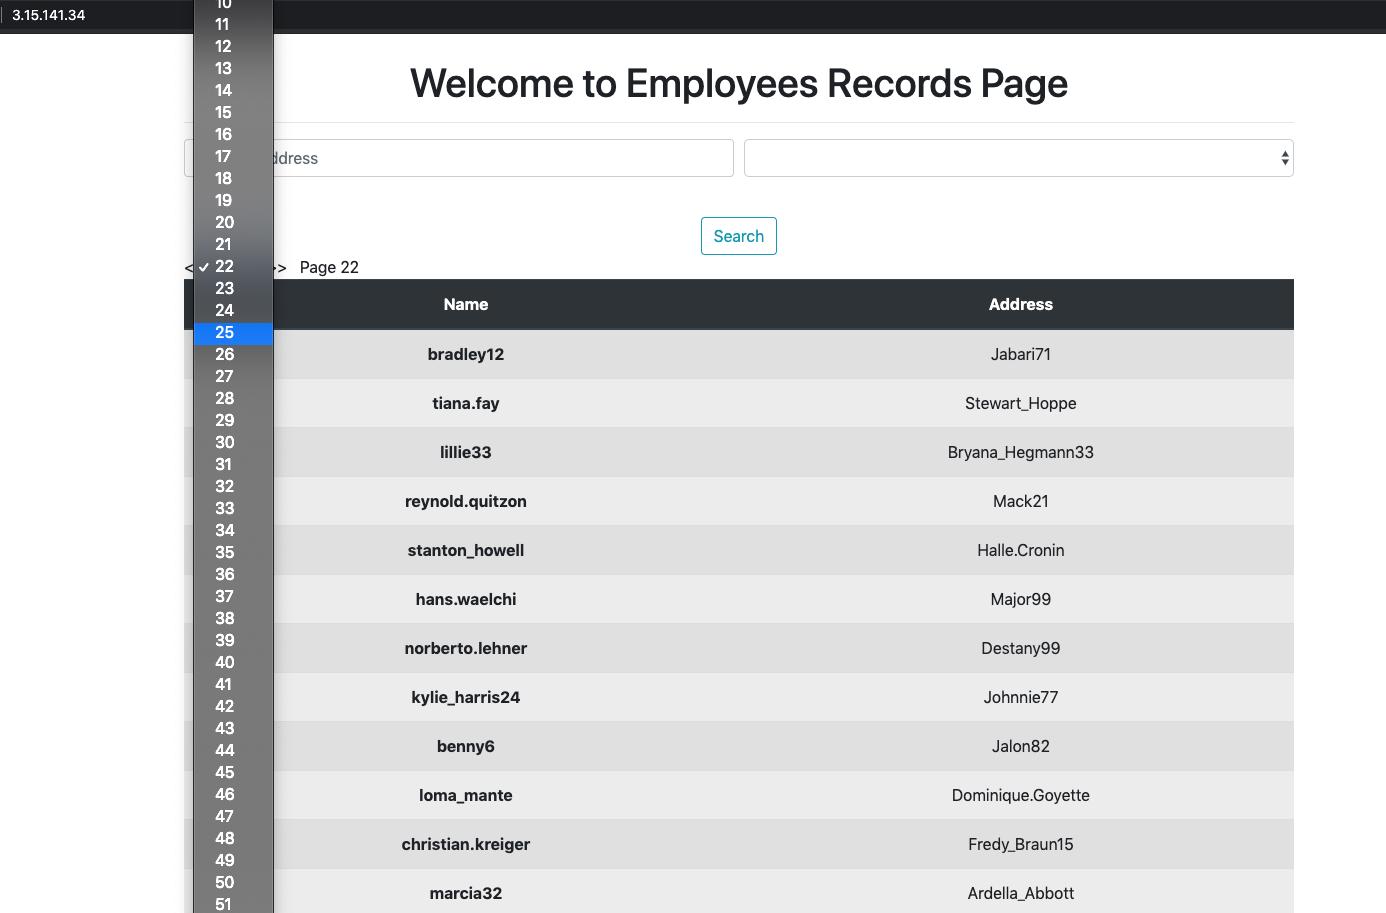 3.15.141.34
Welcome to Employees Records Page
ddress
Search
< > Page 22
10
11
12
13
14
15
16
17
18
19
20
21
✓ 22
23
24
25
26
27
28
29
30
31
32
33
34
35
36
37
38
39
40
41
42
43
44
45
46
47
48
49
50
51
Name Address
bradley12 Jabari71
tiana.fay Stewart_Hoppe
lillie33 Bryana_Hegmann33
reynold.quitzon Mack21
stanton_howell Halle.Cronin
hans.waelchi Major99
norberto.lehner Destany99
kylie_harris24 Johnnie77
benny6 Jalon82
loma_mante Dominique.Goyette
christian.kreiger Fredy_Braun15
marcia32 Ardella_Abbott